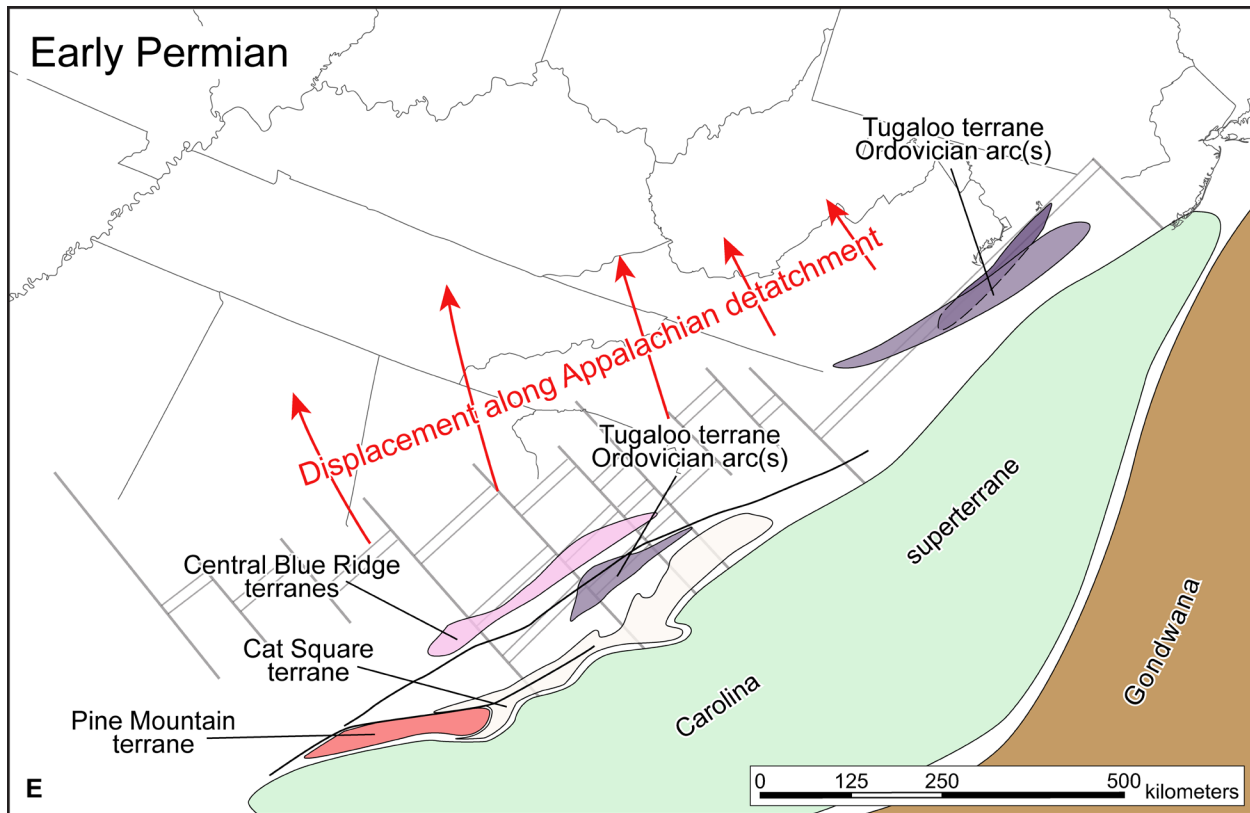 Early Permian
Tugaloo terrane
Ordovician arc(s)
Displacement along Appalachian detatchment
Tugaloo terrane
Ordovician arc(s)
Central Blue Ridge
terranes
Cat Square
terrane
Pine Mountain
terrane
Carolina
superterrane
Gondwana
E
0 125 250 500 kilometers